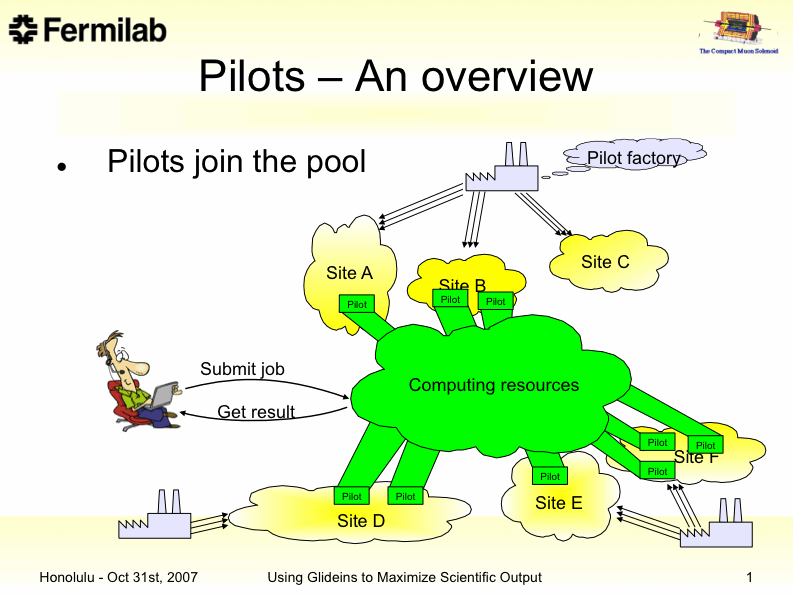 Fermilab
The Compact Muon Solenoid
Pilots – An overview
● Pilots join the pool
Pilot factory
Site A
Site B
Site C
Pilot
Pilot
Pilot
Submit job
Computing resources
Get result
Pilot
Pilot
Pilot
Site F
Pilot
Pilot
Pilot
Site E
Site D
Honolulu - Oct 31st, 2007
Using Glideins to Maximize Scientific Output
1